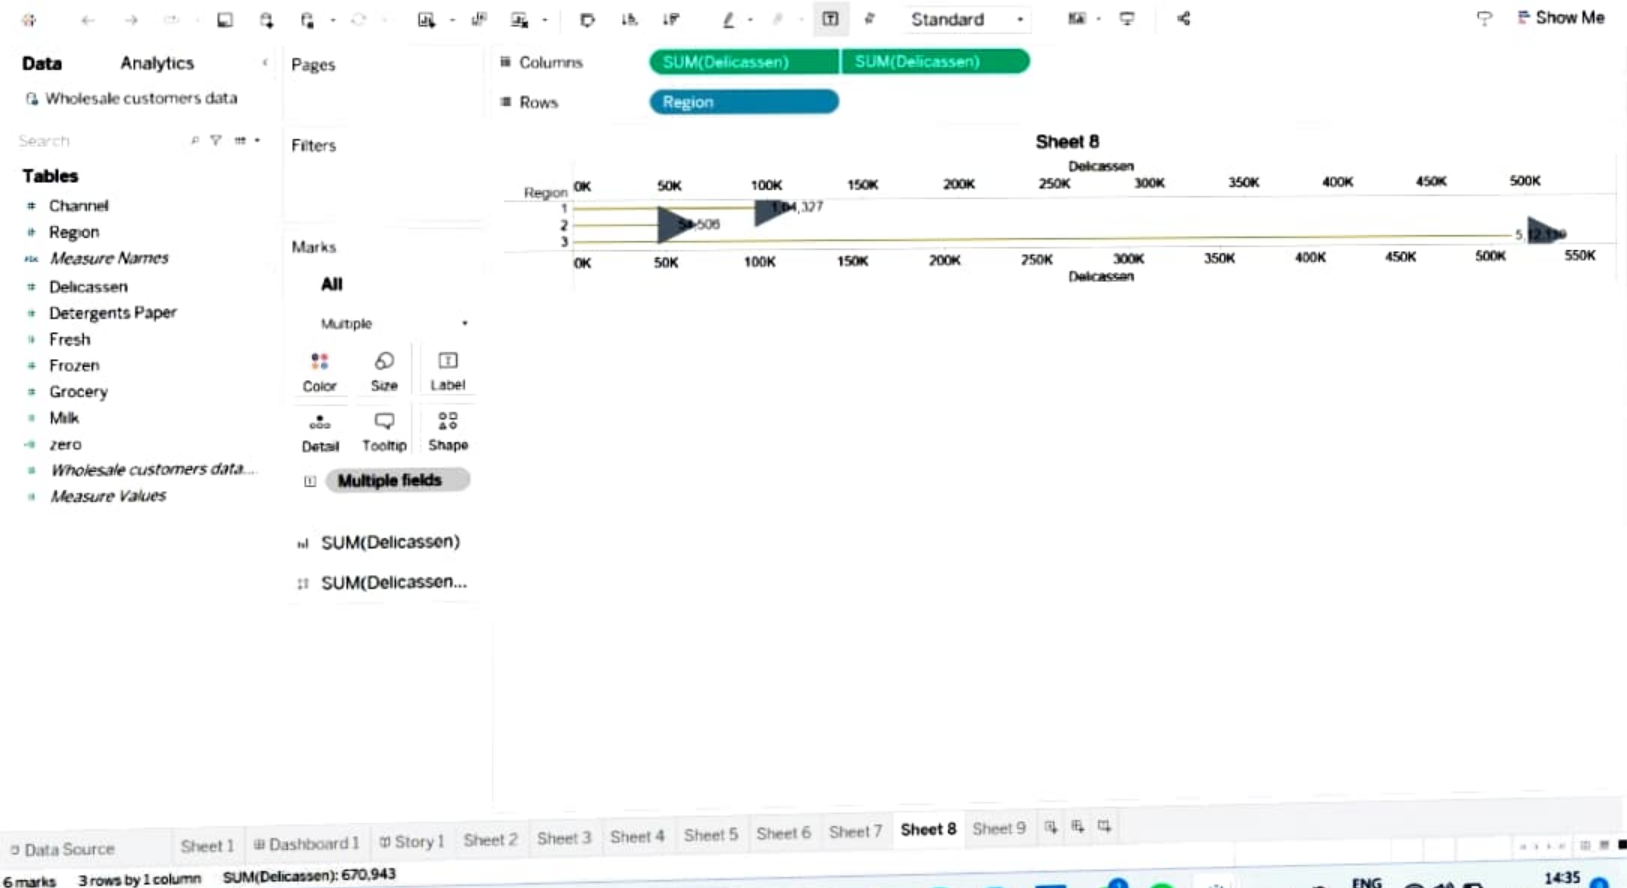 Standard
Show Me
Data Analytics
Wholesale customers data
Search
Tables
Channel
Region
Measure Names
Delicassen
Detergents Paper
Fresh
Frozen
Grocery
Milk
zero
Wholesale customers data...
Measure Values
Pages
Filters
Marks
All
Multiple
Color Size Label
Detail Tooltip Shape
Multiple fields
SUM(Delicassen)
SUM(Delicassen...
Columns SUM(Delicassen) SUM(Delicassen)
Rows Region
Sheet 8
Delicassen
Region 0K 50K 100K 150K 200K 250K 300K 350K 400K 450K 500K
1 1,04,327
2 506
3
0K 50K 100K 150K 200K 250K 300K 350K 400K 450K 500K 550K
Delicassen
Data Source Sheet 1 Dashboard 1 Story 1 Sheet 2 Sheet 3 Sheet 4 Sheet 5 Sheet 6 Sheet 7 Sheet 8 Sheet 9
6 marks 3 rows by 1 column SUM(Delicassen): 670,943
ENG
14:35